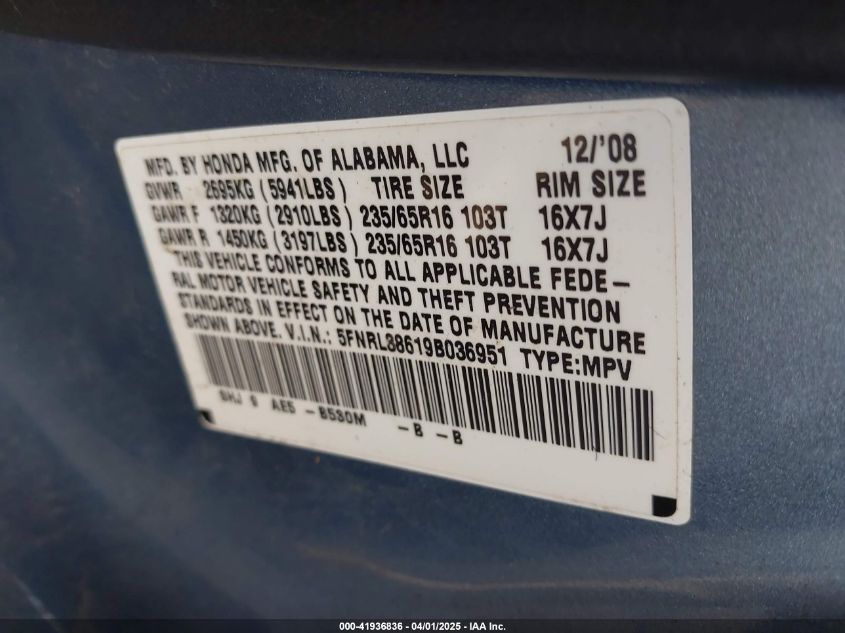 MFD. BY HONDA MFG. OF ALABAMA, LLC 12/'08
GVWR 2695KG (5941LBS) TIRE SIZE RIM SIZE
GAWR F 1320KG (2910LBS) 235/65R16 103T 16X7J
GAWR R 1450KG (3197LBS) 235/65R16 103T 16X7J
THIS VEHICLE CONFORMS TO ALL APPLICABLE FEDE-
RAL MOTOR VEHICLE SAFETY AND THEFT PREVENTION
STANDARDS IN EFFECT ON THE DATE OF MANUFACTURE
SHOWN ABOVE. V.I.N.: 5FNRL38619B036951 TYPE:MPV
SHJ 9 AE5 - B530M - B - B
000-41936836 - 04/01/2025 - IAA Inc.